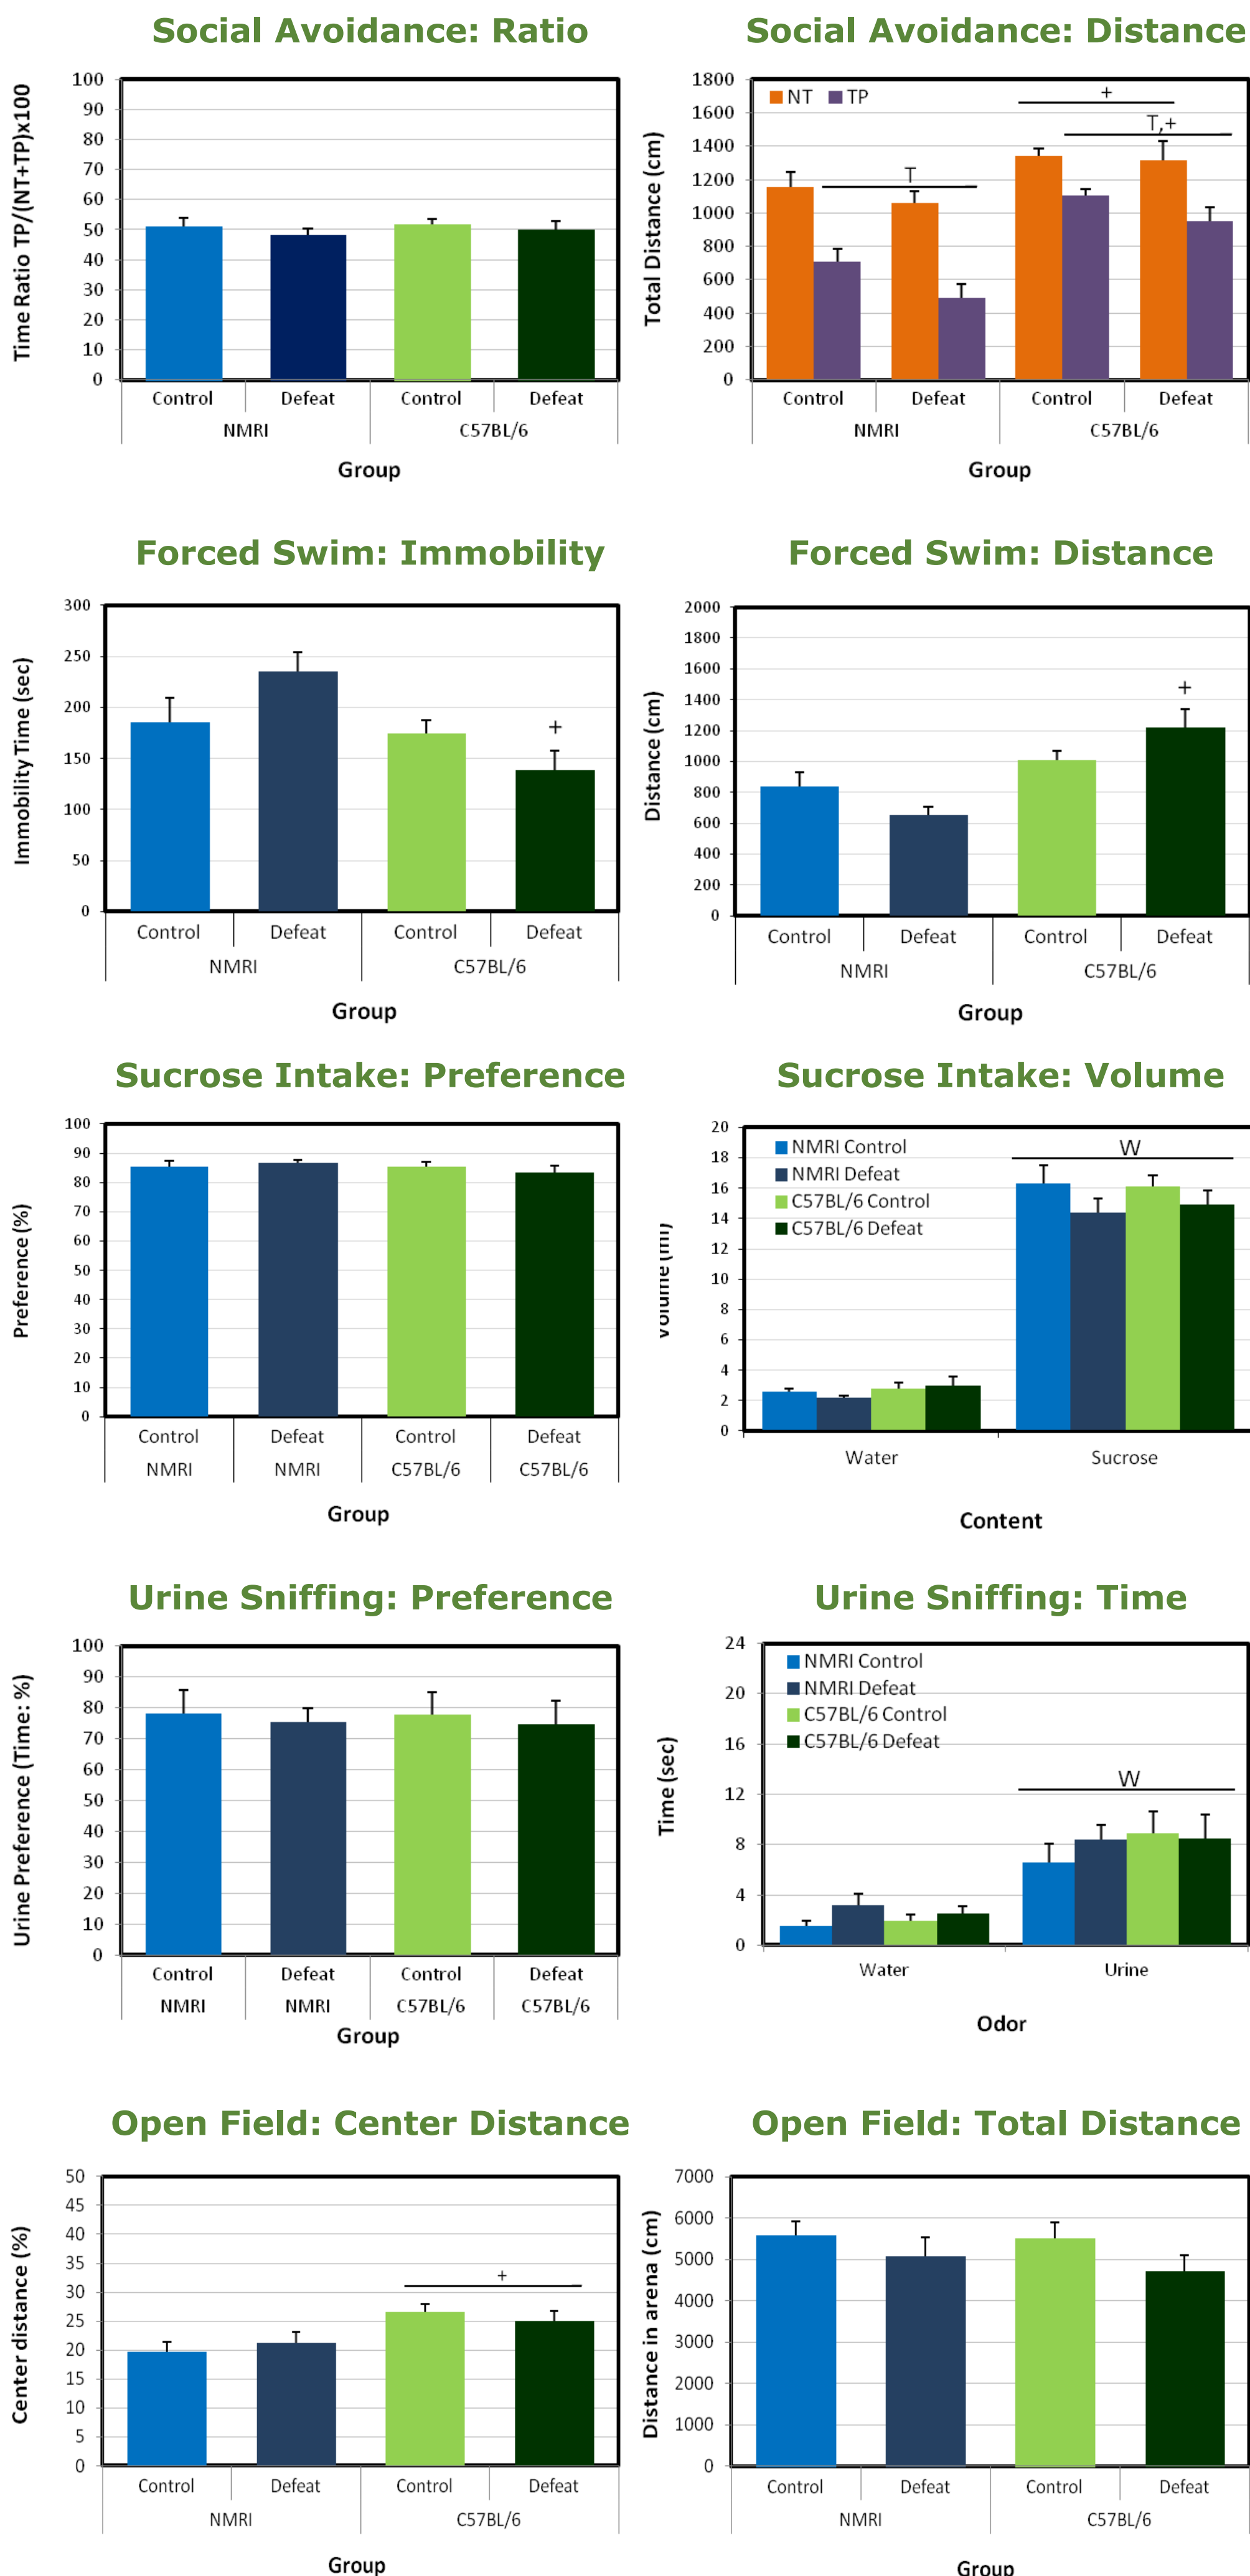 Social Avoidance: Ratio
Time Ratio TP/(NT+TP)x100
100
90
80
70
60
50
40
30
20
10
0
Control Defeat Control Defeat
NMRI C57BL/6
Group
Social Avoidance: Distance
Total Distance (cm)
1800
1600
1400
1200
1000
800
600
400
200
0
NT TP
+
T,+
T
Control Defeat Control Defeat
NMRI C57BL/6
Group
Forced Swim: Immobility
Immobility Time (sec)
300
250
200
150
100
50
0
+
Control Defeat Control Defeat
NMRI C57BL/6
Group
Forced Swim: Distance
Distance (cm)
2000
1800
1600
1400
1200
1000
800
600
400
200
0
+
Control Defeat Control Defeat
NMRI C57BL/6
Group
Sucrose Intake: Preference
Preference (%)
100
90
80
70
60
50
40
30
20
10
0
Control Defeat Control Defeat
NMRI NMRI C57BL/6 C57BL/6
Group
Sucrose Intake: Volume
Volume (ml)
20
18
16
14
12
10
8
6
4
2
0
NMRI Control
NMRI Defeat
C57BL/6 Control
C57BL/6 Defeat
W
Water Sucrose
Content
Urine Sniffing: Preference
Urine Preference (Time: %)
100
90
80
70
60
50
40
30
20
10
0
Control Defeat Control Defeat
NMRI NMRI C57BL/6 C57BL/6
Group
Urine Sniffing: Time
Time (sec)
24
20
16
12
8
4
0
NMRI Control
NMRI Defeat
C57BL/6 Control
C57BL/6 Defeat
W
Water Urine
Odor
Open Field: Center Distance
Center distance (%)
50
45
40
35
30
25
20
15
10
5
0
+
Control Defeat Control Defeat
NMRI C57BL/6
Group
Open Field: Total Distance
Distance in arena (cm)
7000
6000
5000
4000
3000
2000
1000
0
Control Defeat Control Defeat
NMRI C57BL/6
Group